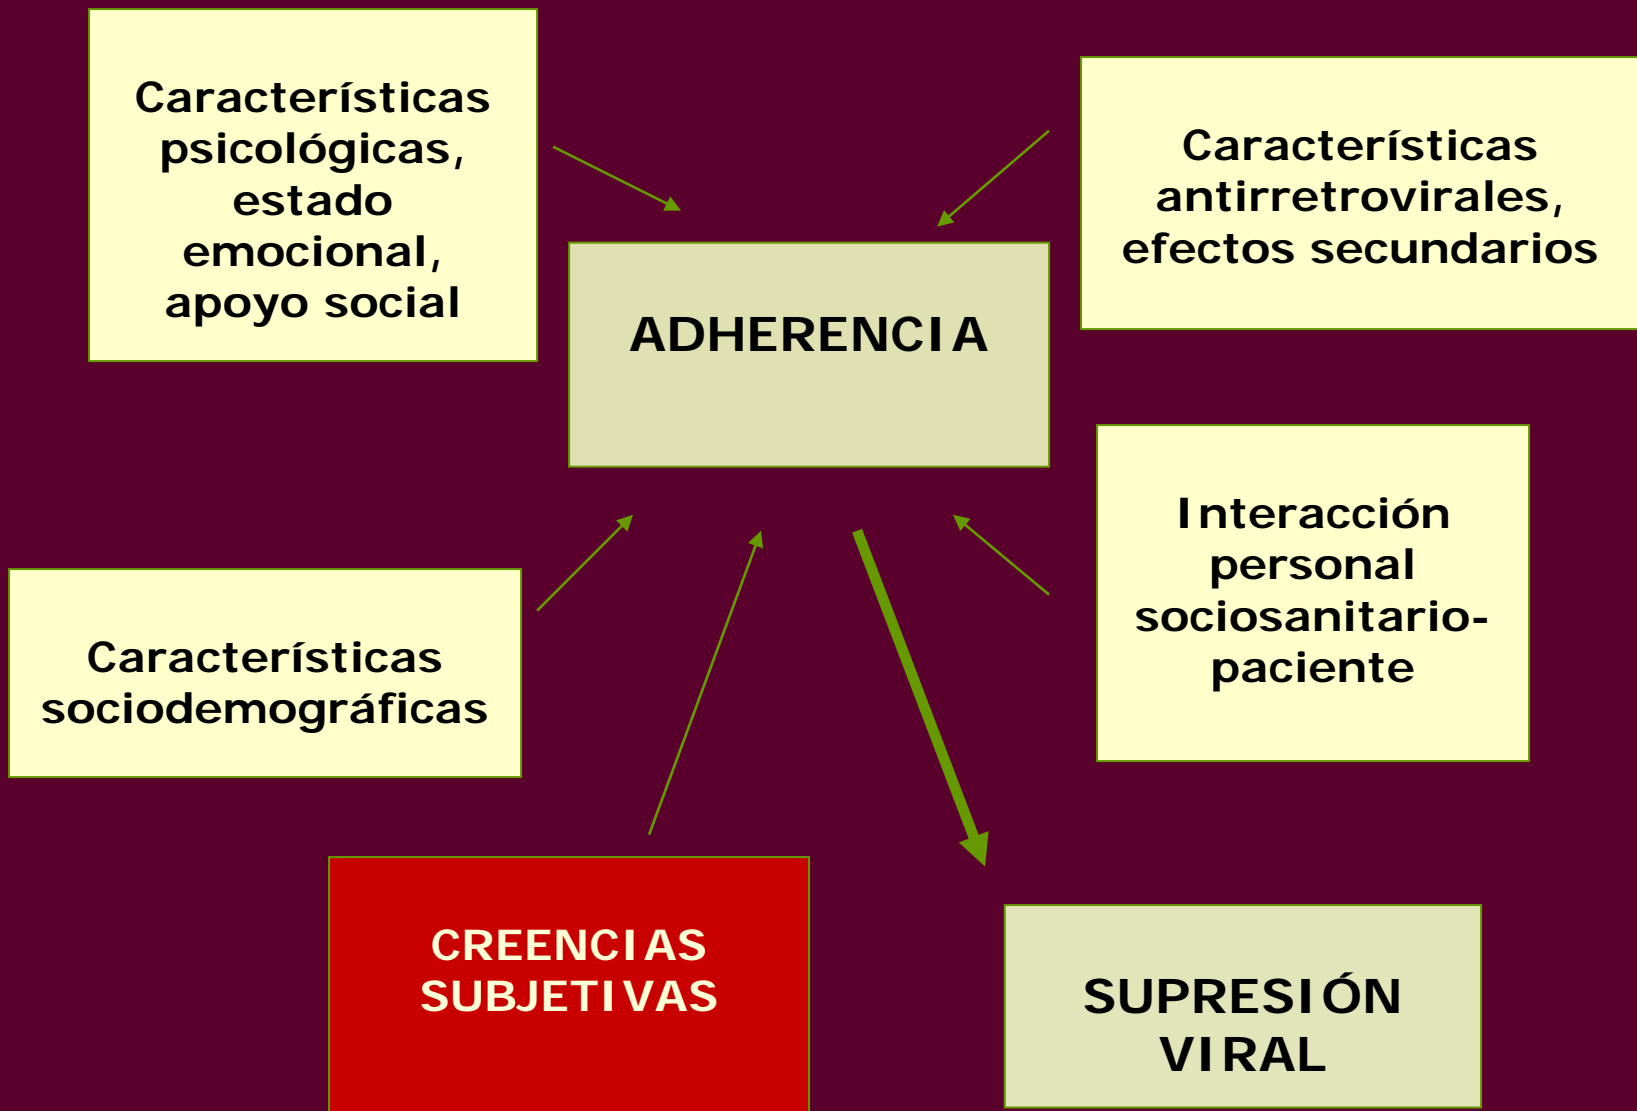 Características
psicológicas,
estado
emocional,
apoyo social
Características
antirretrovirales,
efectos secundarios
ADHERENCIA
Interacción
personal
sociosanitario-
paciente
Características
sociodemográficas
CREENCIAS
SUBJETIVAS
SUPRESIÓN
VIRAL